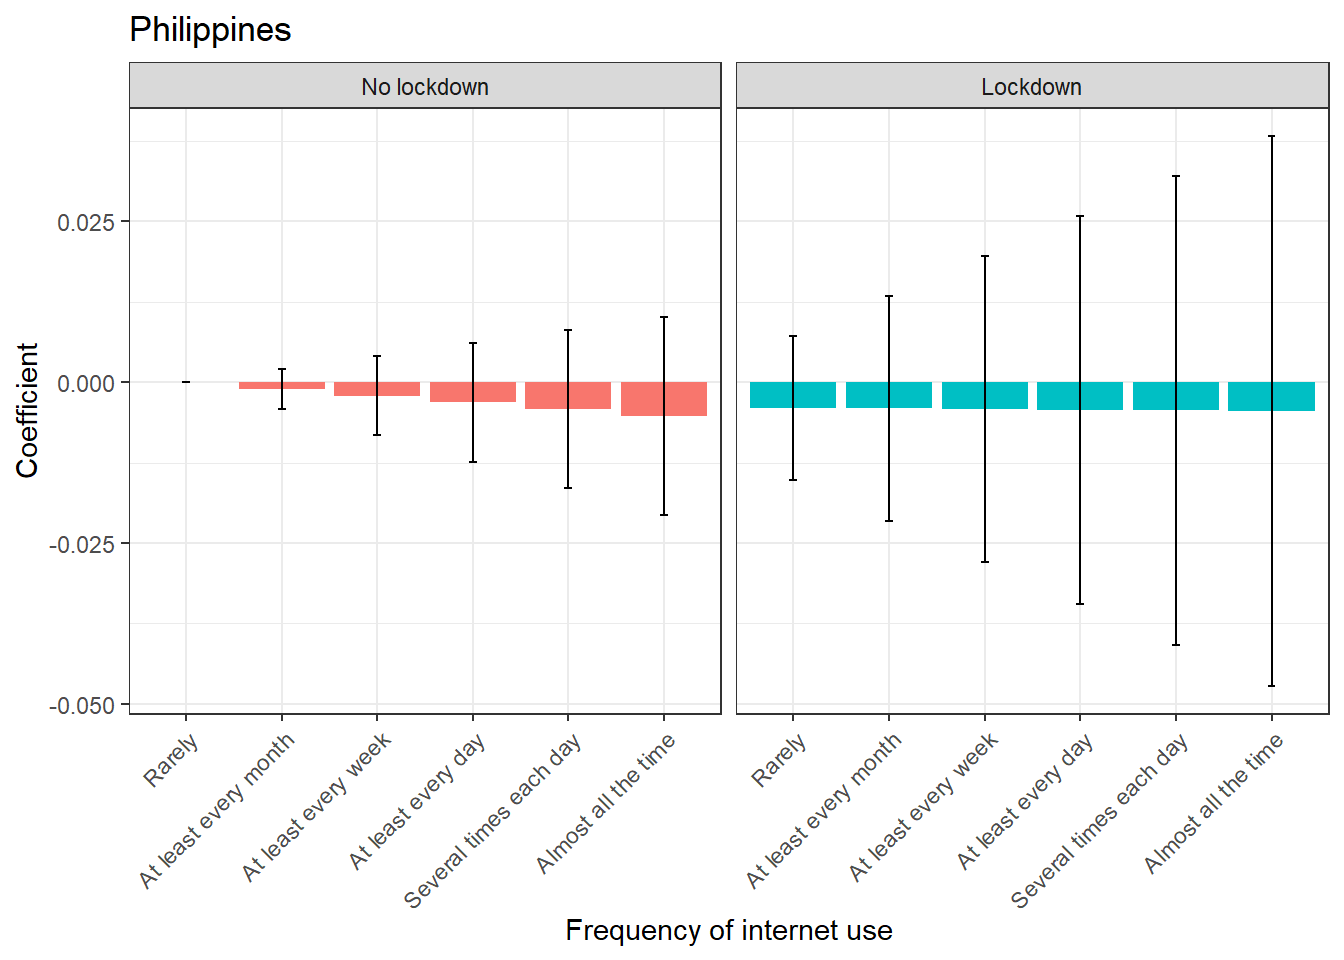 Philippines
No lockdown
Lockdown
Coefficient
0.025
0.000
-0.025
-0.050
Rarely
At least every month
At least every week
At least every day
Several times each day
Almost all the time
Rarely
At least every month
At least every week
At least every day
Several times each day
Almost all the time
Frequency of internet use